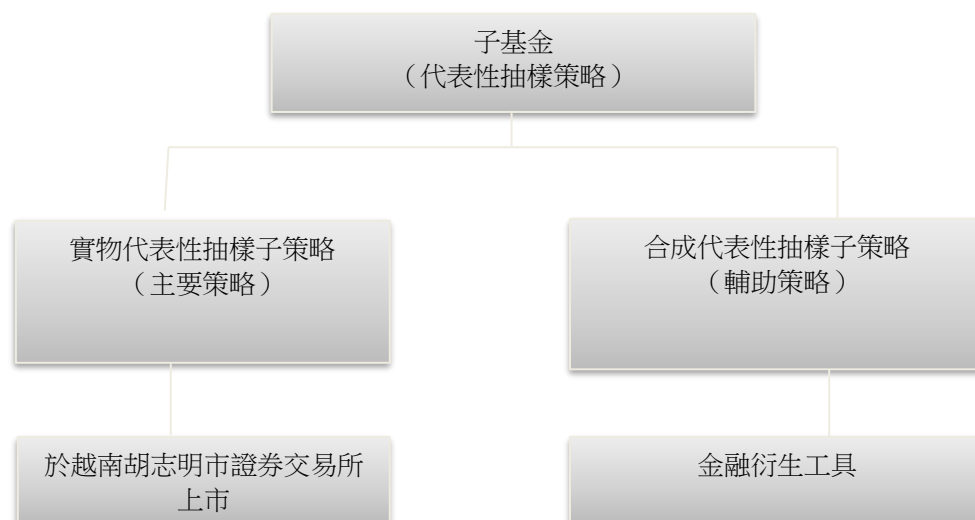 子基金
（代表性抽樣策略）
實物代表性抽樣子策略
（主要策略）
合成代表性抽樣子策略
（輔助策略）
於越南胡志明市證券交易所
上市
金融衍生工具